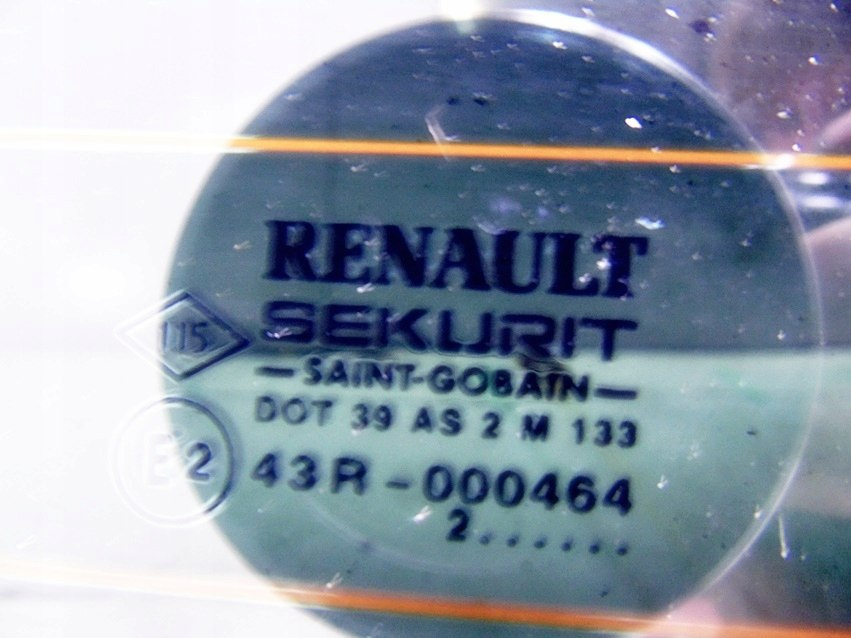 RENAULT
SEKURIT
—SAINT-GOBAIN—
DOT 39 AS 2 M 133
43R-000464
2.......
115
E2